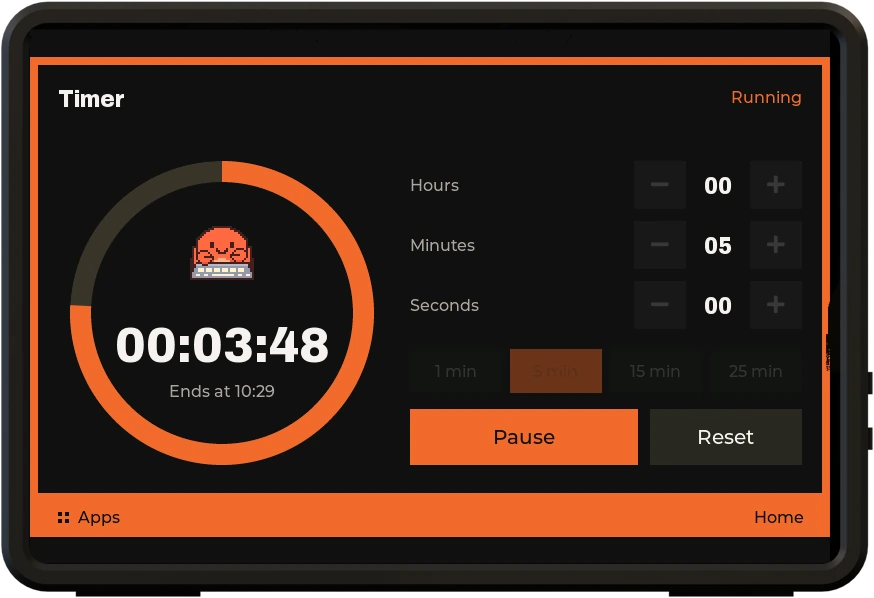 Timer
Running
00:03:48
Ends at 10:29
Hours
− 00 +
Minutes
− 05 +
Seconds
− 00 +
1 min 5 min 15 min 25 min
Pause Reset
Apps
Home